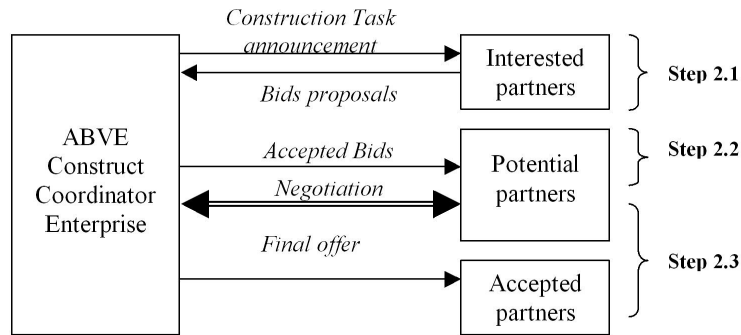 Construction Task
announcement
Interested
partners
Step 2.1
Bids proposals
ABVE
Construct
Coordinator
Enterprise
Accepted Bids
Potential
partners
Step 2.2
Negotiation
Final offer
Step 2.3
Accepted
partners